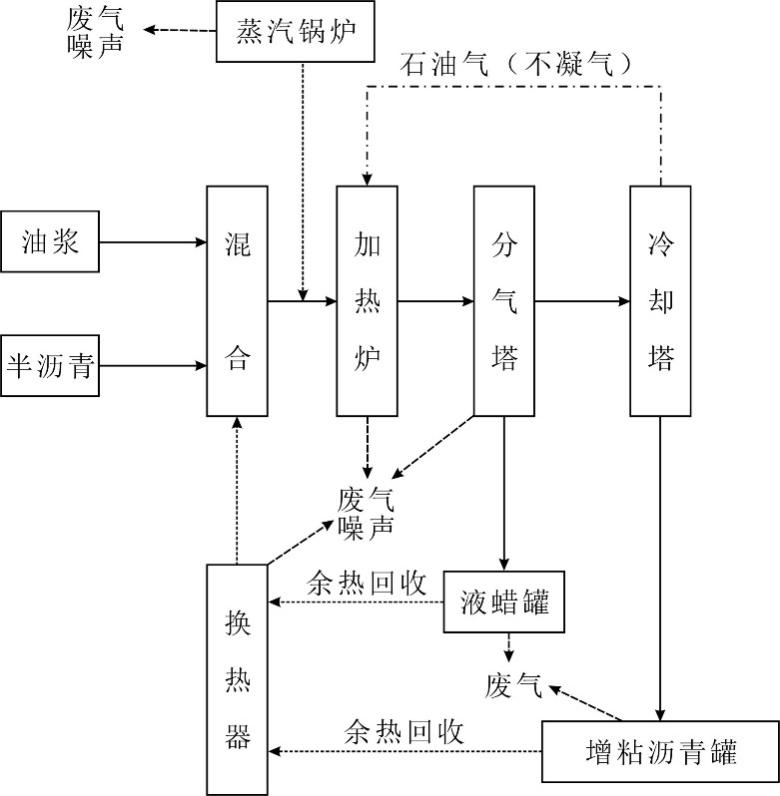 废气
噪声
蒸汽锅炉
石油气（不凝气）
油浆
半沥青
混合
加热炉
分气塔
冷却塔
废气
噪声
换热器
余热回收
液蜡罐
废气
余热回收
增粘沥青罐